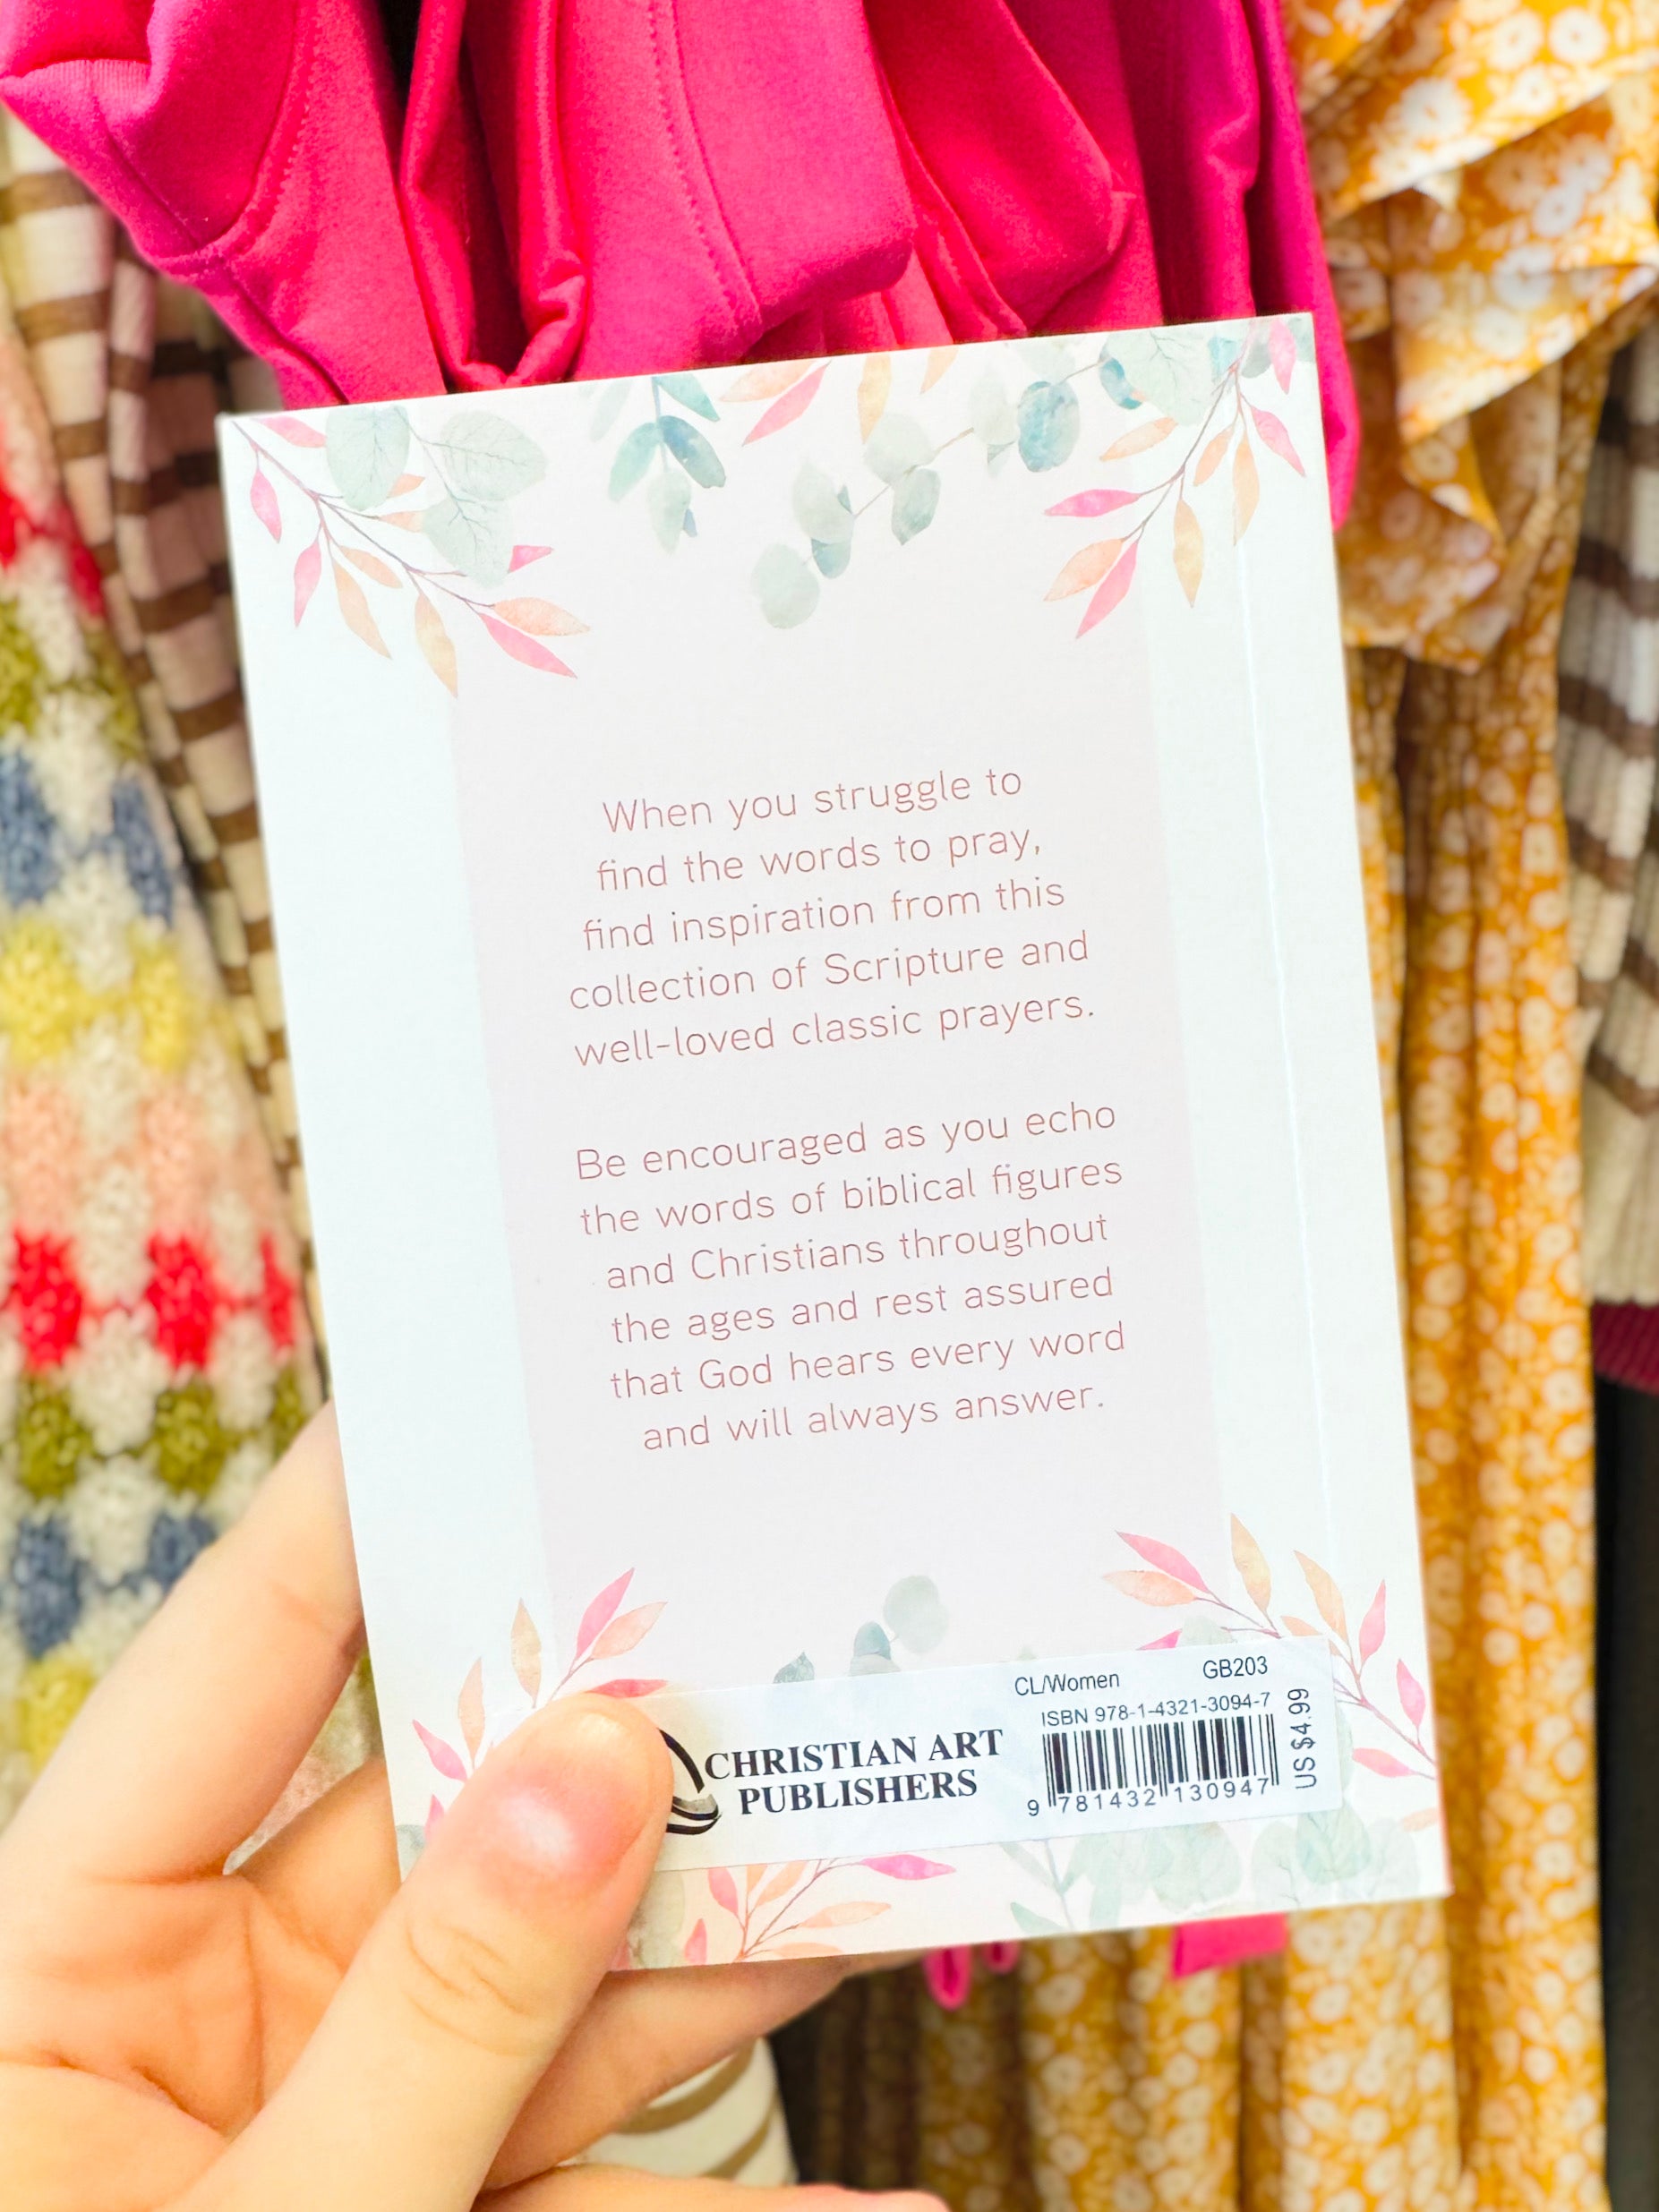 When you struggle to
find the words to pray,
find inspiration from this
collection of Scripture and
well-loved classic prayers.
Be encouraged as you echo
the words of biblical figures
and Christians throughout
the ages and rest assured
that God hears every word
and will always answer.
CL/Women GB203
ISBN 978-1-4321-3094-7
CHRISTIAN ART
PUBLISHERS
9 781432 130947
US $4.99